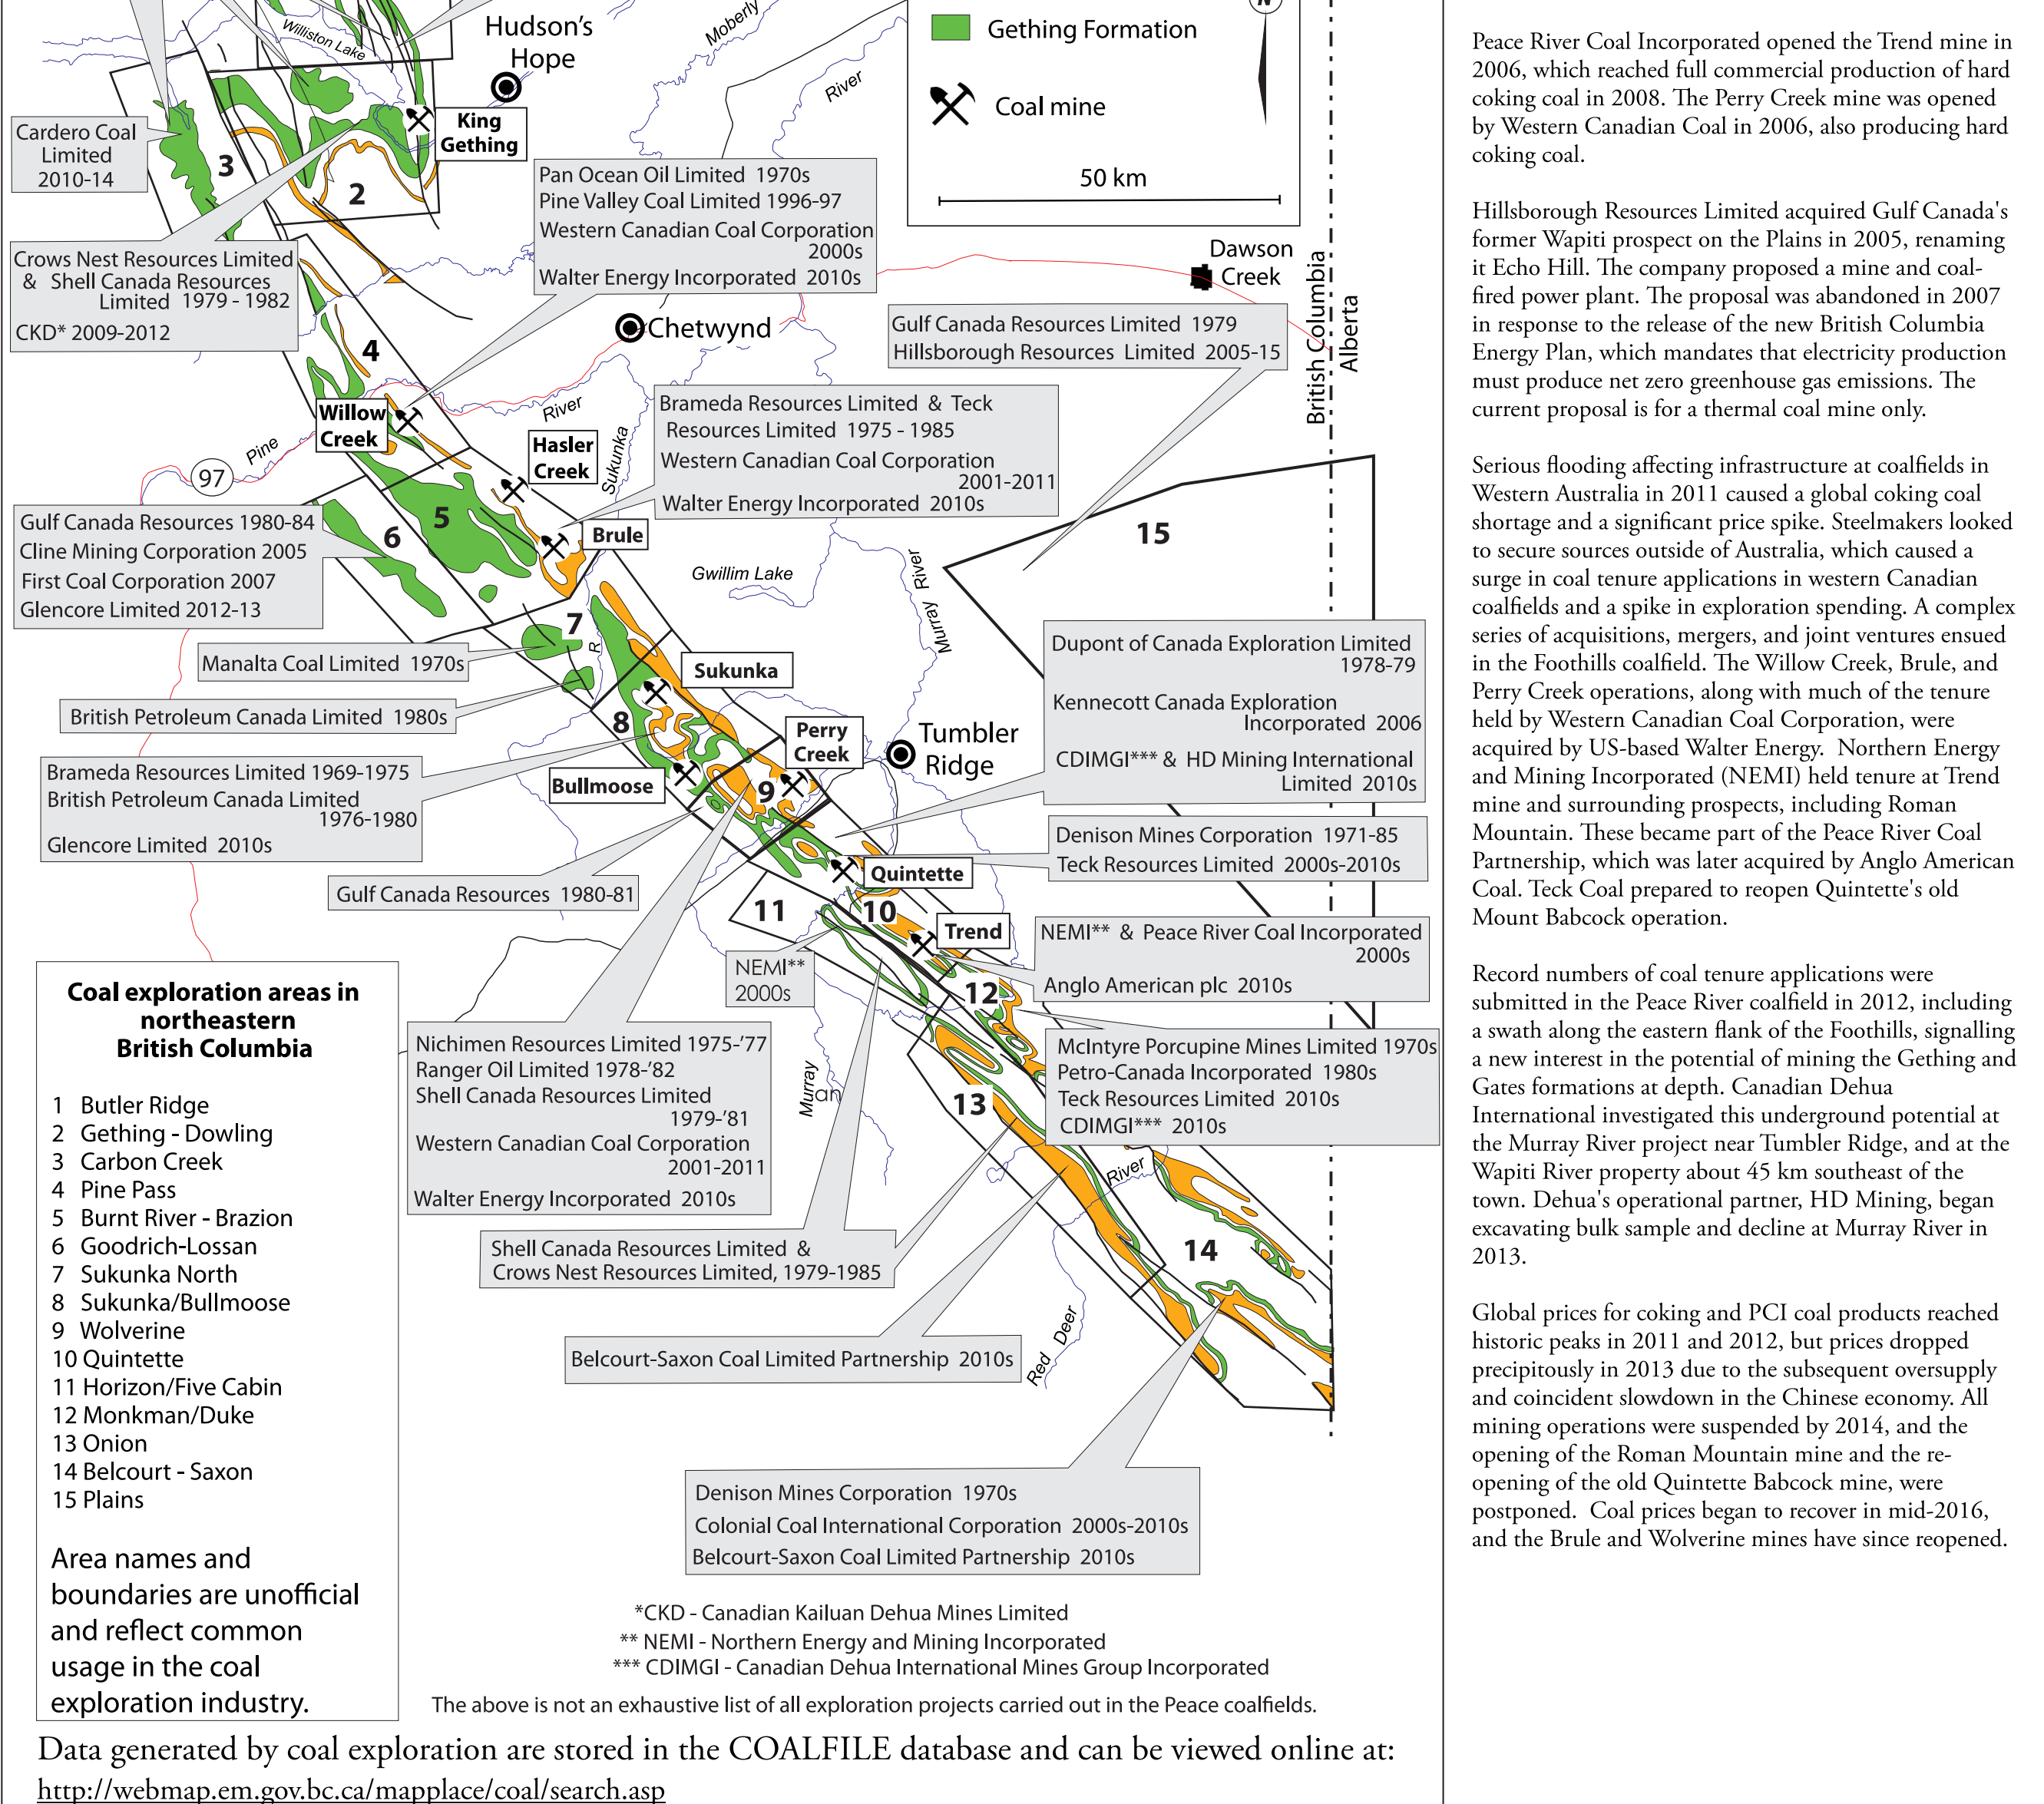 Williston Lake
Hudson's
Hope
Moberly
River
Gething Formation
Coal mine
50 km
N
King
Gething
Cardero Coal
Limited
2010-14
3
2
Crows Nest Resources Limited
& Shell Canada Resources
Limited 1979 - 1982
CKD* 2009-2012
Pan Ocean Oil Limited 1970s
Pine Valley Coal Limited 1996-97
Western Canadian Coal Corporation
2000s
Walter Energy Incorporated 2010s
Dawson
Creek
British Columbia
Alberta
Chetwynd
Gulf Canada Resources Limited 1979
Hillsborough Resources Limited 2005-15
4
Willow
Creek
Pine
River
97
Hasler
Creek
Sukunka
Brameda Resources Limited & Teck
Resources Limited 1975 - 1985
Western Canadian Coal Corporation
2001-2011
Walter Energy Incorporated 2010s
Gulf Canada Resources 1980-84
Cline Mining Corporation 2005
First Coal Corporation 2007
Glencore Limited 2012-13
6
5
Brule
15
Gwillim Lake
Murray River
7
R
Manalta Coal Limited 1970s
Sukunka
British Petroleum Canada Limited 1980s
8
Dupont of Canada Exploration Limited
1978-79
Kennecott Canada Exploration
Incorporated 2006
CDIMGI*** & HD Mining International
Limited 2010s
Perry
Creek
Tumbler
Ridge
Brameda Resources Limited 1969-1975
British Petroleum Canada Limited
1976-1980
Glencore Limited 2010s
Bullmoose
9
Denison Mines Corporation 1971-85
Teck Resources Limited 2000s-2010s
Quintette
Gulf Canada Resources 1980-81
11
10
Trend
NEMI** & Peace River Coal Incorporated
2000s
Anglo American plc 2010s
NEMI**
2000s
12
Nichimen Resources Limited 1975-'77
Ranger Oil Limited 1978-'82
Shell Canada Resources Limited
1979-'81
Western Canadian Coal Corporation
2001-2011
Walter Energy Incorporated 2010s
Murray
an
McIntyre Porcupine Mines Limited 1970s
Petro-Canada Incorporated 1980s
Teck Resources Limited 2010s
CDIMGI*** 2010s
13
River
Shell Canada Resources Limited &
Crows Nest Resources Limited, 1979-1985
14
Red Deer
Belcourt-Saxon Coal Limited Partnership 2010s
Denison Mines Corporation 1970s
Colonial Coal International Corporation 2000s-2010s
Belcourt-Saxon Coal Limited Partnership 2010s
Coal exploration areas in
northeastern
British Columbia
1 Butler Ridge
2 Gething - Dowling
3 Carbon Creek
4 Pine Pass
5 Burnt River - Brazion
6 Goodrich-Lossan
7 Sukunka North
8 Sukunka/Bullmoose
9 Wolverine
10 Quintette
11 Horizon/Five Cabin
12 Monkman/Duke
13 Onion
14 Belcourt - Saxon
15 Plains
Area names and
boundaries are unofficial
and reflect common
usage in the coal
exploration industry.
*CKD - Canadian Kailuan Dehua Mines Limited
** NEMI - Northern Energy and Mining Incorporated
*** CDIMGI - Canadian Dehua International Mines Group Incorporated
The above is not an exhaustive list of all exploration projects carried out in the Peace coalfields.
Data generated by coal exploration are stored in the COALFILE database and can be viewed online at:
http://webmap.em.gov.bc.ca/mapplace/coal/search.asp
Peace River Coal Incorporated opened the Trend mine in
2006, which reached full commercial production of hard
coking coal in 2008. The Perry Creek mine was opened
by Western Canadian Coal in 2006, also producing hard
coking coal.
Hillsborough Resources Limited acquired Gulf Canada's
former Wapiti prospect on the Plains in 2005, renaming
it Echo Hill. The company proposed a mine and coal-
fired power plant. The proposal was abandoned in 2007
in response to the release of the new British Columbia
Energy Plan, which mandates that electricity production
must produce net zero greenhouse gas emissions. The
current proposal is for a thermal coal mine only.
Serious flooding affecting infrastructure at coalfields in
Western Australia in 2011 caused a global coking coal
shortage and a significant price spike. Steelmakers looked
to secure sources outside of Australia, which caused a
surge in coal tenure applications in western Canadian
coalfields and a spike in exploration spending. A complex
series of acquisitions, mergers, and joint ventures ensued
in the Foothills coalfield. The Willow Creek, Brule, and
Perry Creek operations, along with much of the tenure
held by Western Canadian Coal Corporation, were
acquired by US-based Walter Energy. Northern Energy
and Mining Incorporated (NEMI) held tenure at Trend
mine and surrounding prospects, including Roman
Mountain. These became part of the Peace River Coal
Partnership, which was later acquired by Anglo American
Coal. Teck Coal prepared to reopen Quintette's old
Mount Babcock operation.
Record numbers of coal tenure applications were
submitted in the Peace River coalfield in 2012, including
a swath along the eastern flank of the Foothills, signalling
a new interest in the potential of mining the Gething and
Gates formations at depth. Canadian Dehua
International investigated this underground potential at
the Murray River project near Tumbler Ridge, and at the
Wapiti River property about 45 km southeast of the
town. Dehua's operational partner, HD Mining, began
excavating bulk sample and decline at Murray River in
2013.
Global prices for coking and PCI coal products reached
historic peaks in 2011 and 2012, but prices dropped
precipitously in 2013 due to the subsequent oversupply
and coincident slowdown in the Chinese economy. All
mining operations were suspended by 2014, and the
opening of the Roman Mountain mine and the re-
opening of the old Quintette Babcock mine, were
postponed. Coal prices began to recover in mid-2016,
and the Brule and Wolverine mines have since reopened.